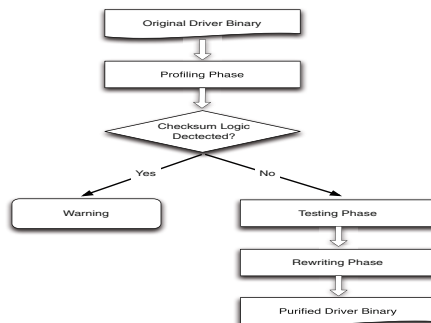 Original Driver Binary
Profiling Phase
Checksum Logic
Dectected?
Yes
No
Warning
Testing Phase
Rewriting Phase
Purified Driver Binary